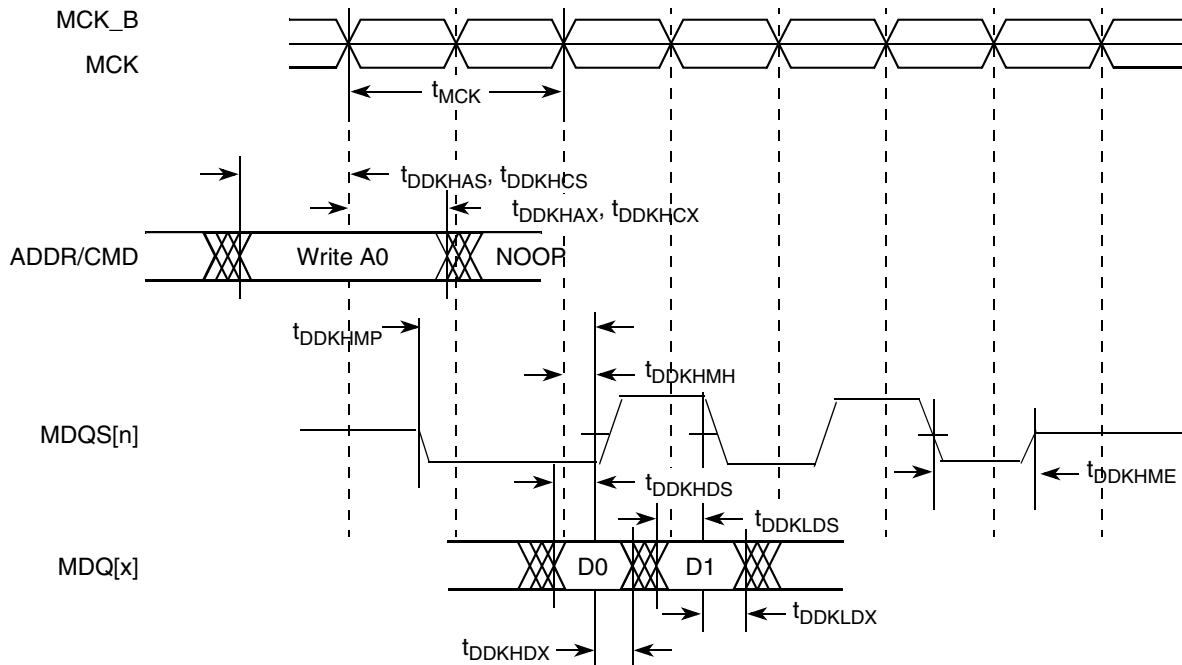 MCK_B
MCK
tMCK
tDDKHAS, tDDKHCS
tDDKHAX, tDDKHCX
ADDR/CMD
Write A0
NOOP
tDDKHMP
tDDKHMH
MDQS[n]
tDDKHME
tDDKHDS
tDDKLDS
MDQ[x]
D0
D1
tDDKLDX
tDDKHDX